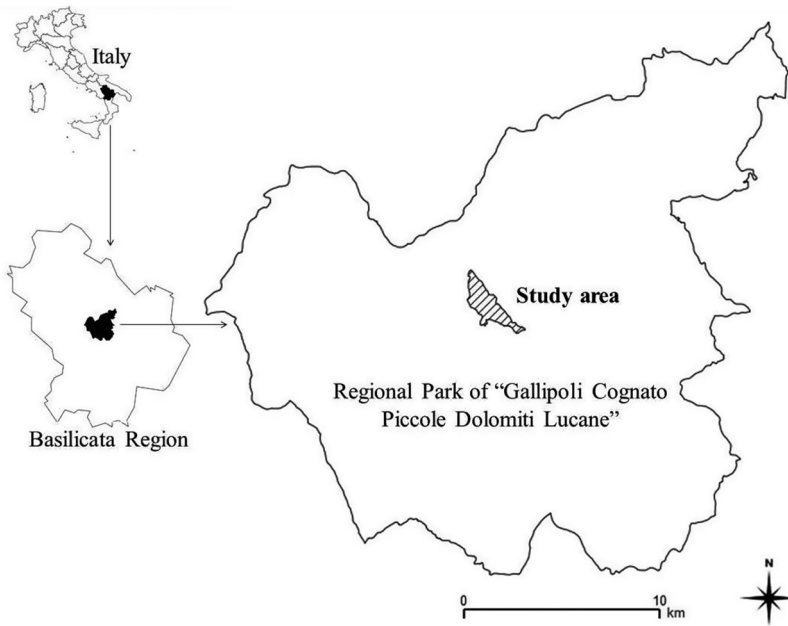 Italy
Study area
Regional Park of “Gallipoli Cognato
Piccole Dolomiti Lucane”
Basilicata Region
N
0 10
km